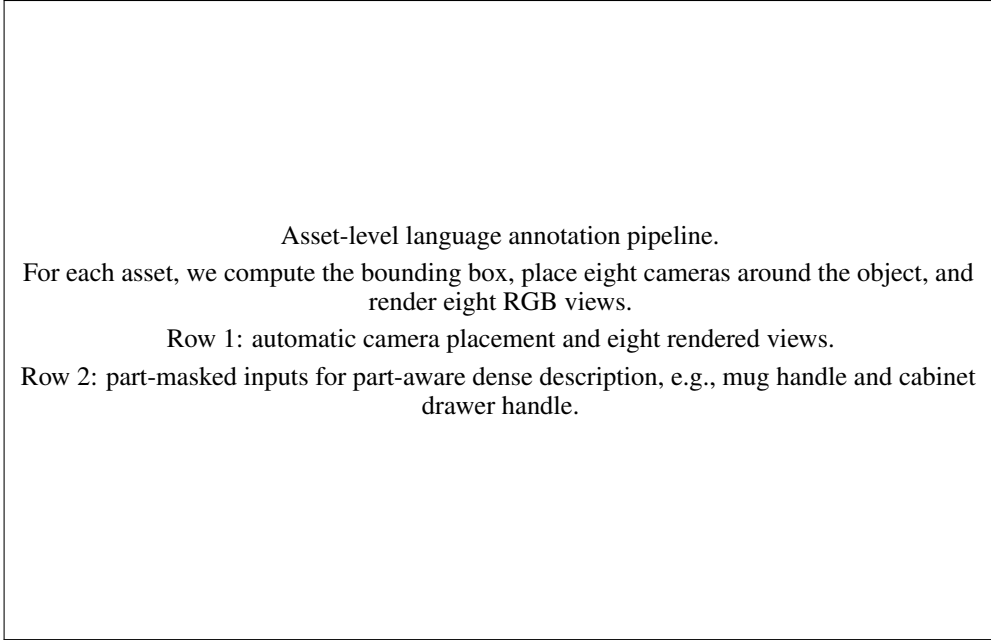 Asset-level language annotation pipeline.
For each asset, we compute the bounding box, place eight cameras around the object, and
render eight RGB views.
Row 1: automatic camera placement and eight rendered views.
Row 2: part-masked inputs for part-aware dense description, e.g., mug handle and cabinet
drawer handle.